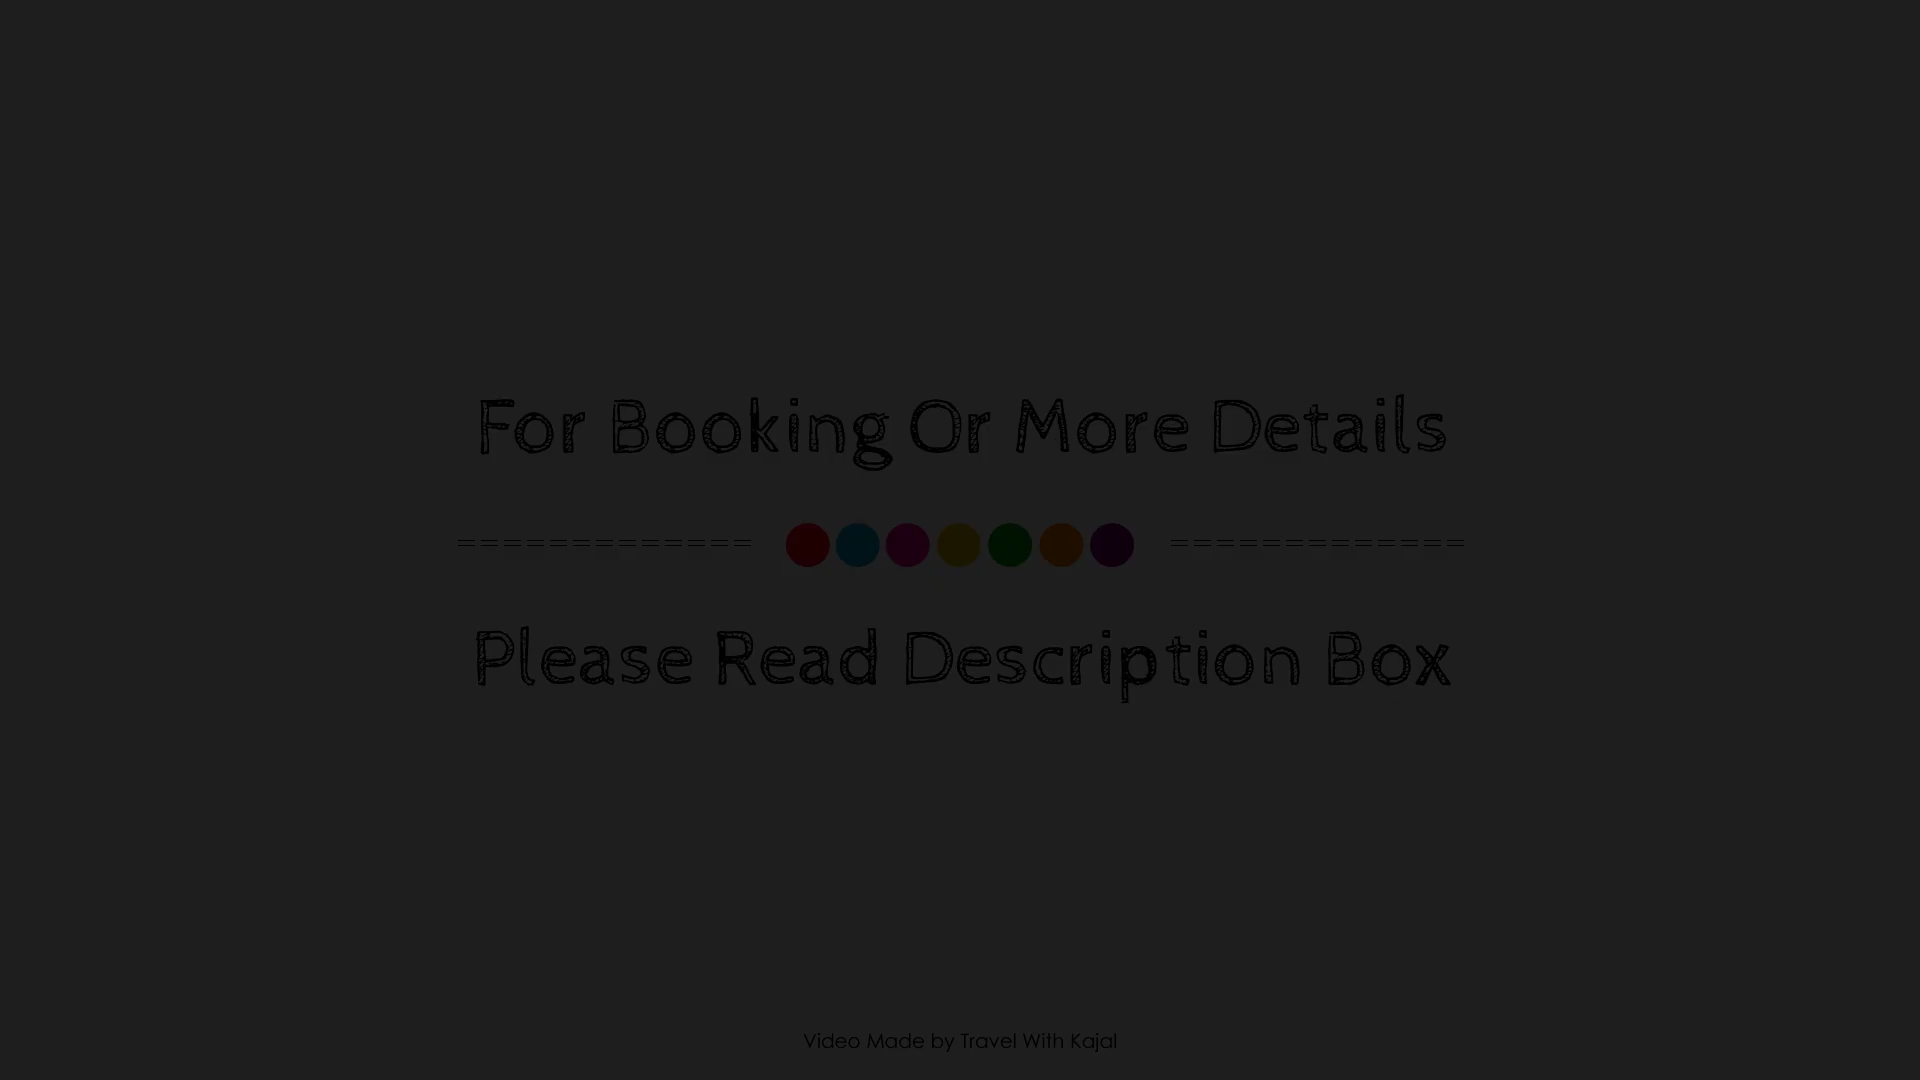 For Booking Or More Details
============= =============
Please Read Description Box
Video Made by Travel With Kajal